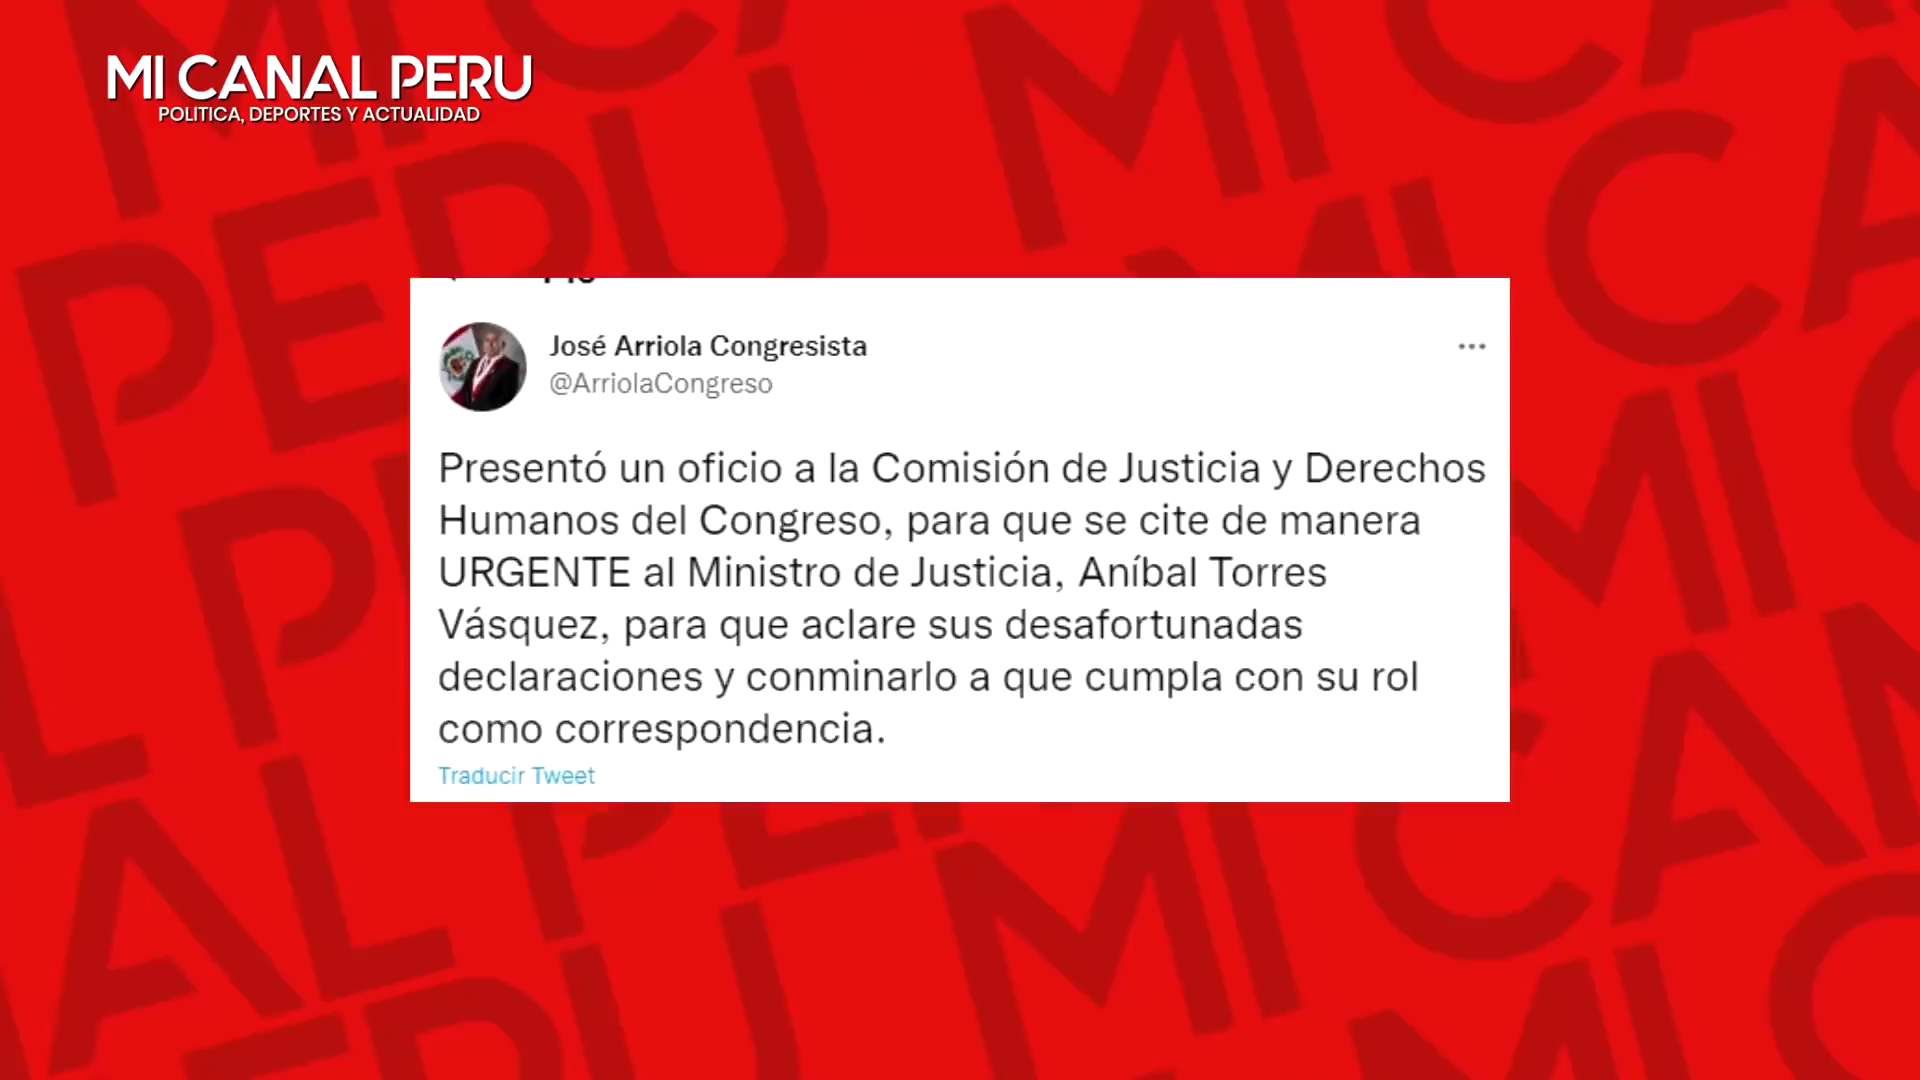 MI CANAL PERU
POLITICA, DEPORTES Y ACTUALIDAD
José Arriola Congresista
@ArriolaCongreso
Presentó un oficio a la Comisión de Justicia y Derechos
Humanos del Congreso, para que se cite de manera
URGENTE al Ministro de Justicia, Aníbal Torres
Vásquez, para que aclare sus desafortunadas
declaraciones y conminarlo a que cumpla con su rol
como correspondencia.
Traducir Tweet